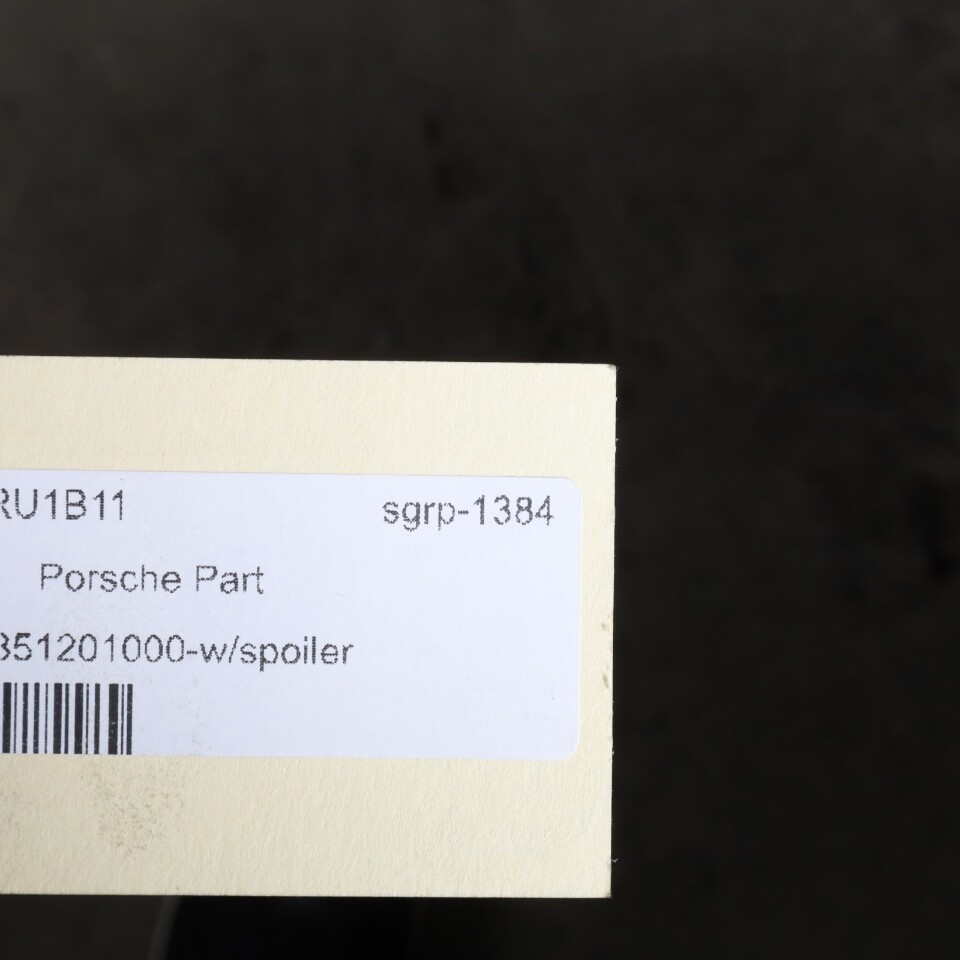 RU1B11
sgrp-1384
Porsche Part
351201000-w/spoiler